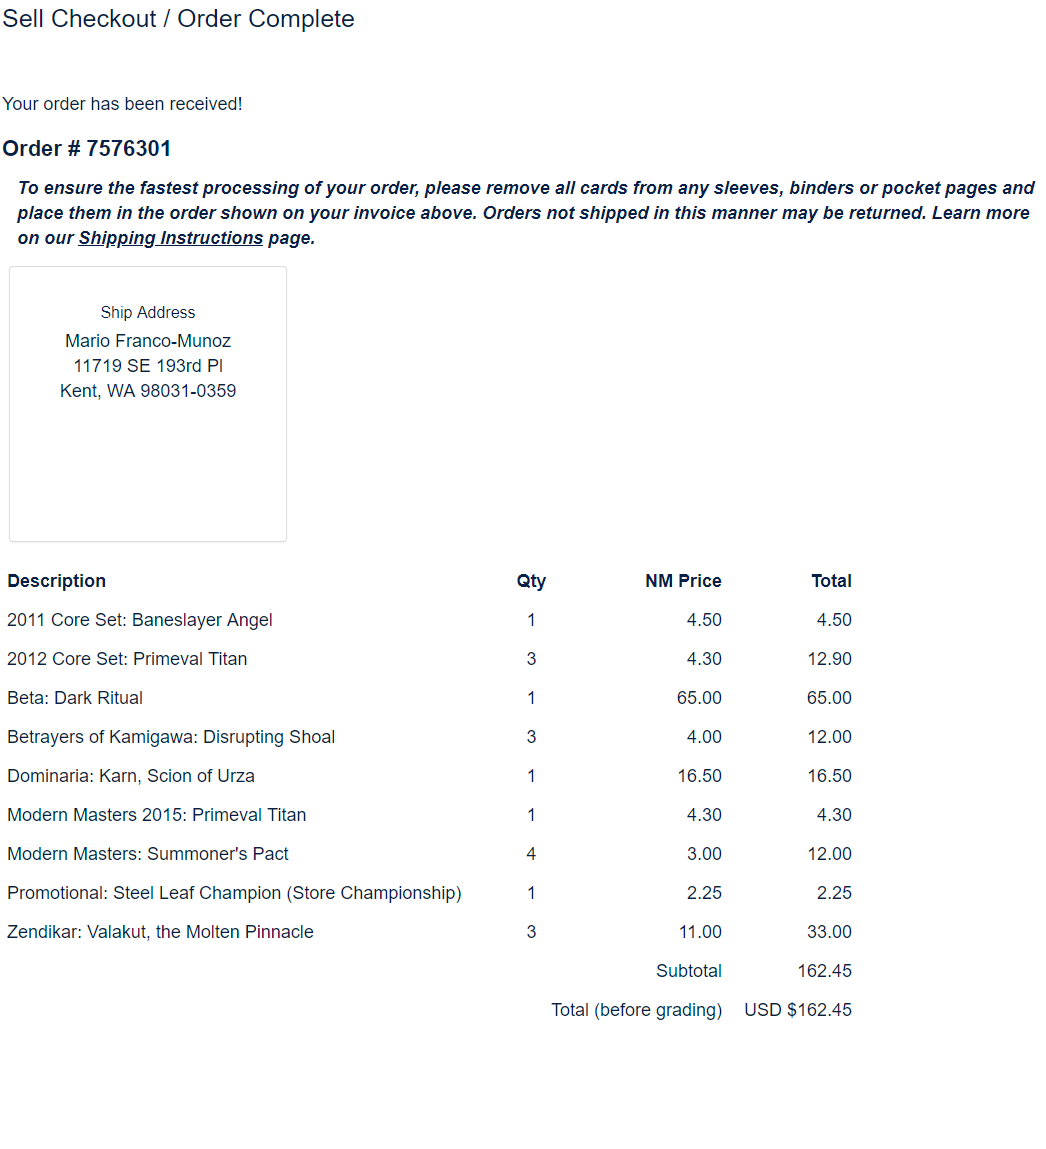 Sell Checkout / Order Complete
Your order has been received!
Order # 7576301
To ensure the fastest processing of your order, please remove all cards from any sleeves, binders or pocket pages and
place them in the order shown on your invoice above. Orders not shipped in this manner may be returned. Learn more
on our Shipping Instructions page.
Ship Address
Mario Franco-Munoz
11719 SE 193rd Pl
Kent, WA 98031-0359
Description Qty NM Price Total
2011 Core Set: Baneslayer Angel 1 4.50 4.50
2012 Core Set: Primeval Titan 3 4.30 12.90
Beta: Dark Ritual 1 65.00 65.00
Betrayers of Kamigawa: Disrupting Shoal 3 4.00 12.00
Dominaria: Karn, Scion of Urza 1 16.50 16.50
Modern Masters 2015: Primeval Titan 1 4.30 4.30
Modern Masters: Summoner's Pact 4 3.00 12.00
Promotional: Steel Leaf Champion (Store Championship) 1 2.25 2.25
Zendikar: Valakut, the Molten Pinnacle 3 11.00 33.00
Subtotal 162.45
Total (before grading) USD $162.45